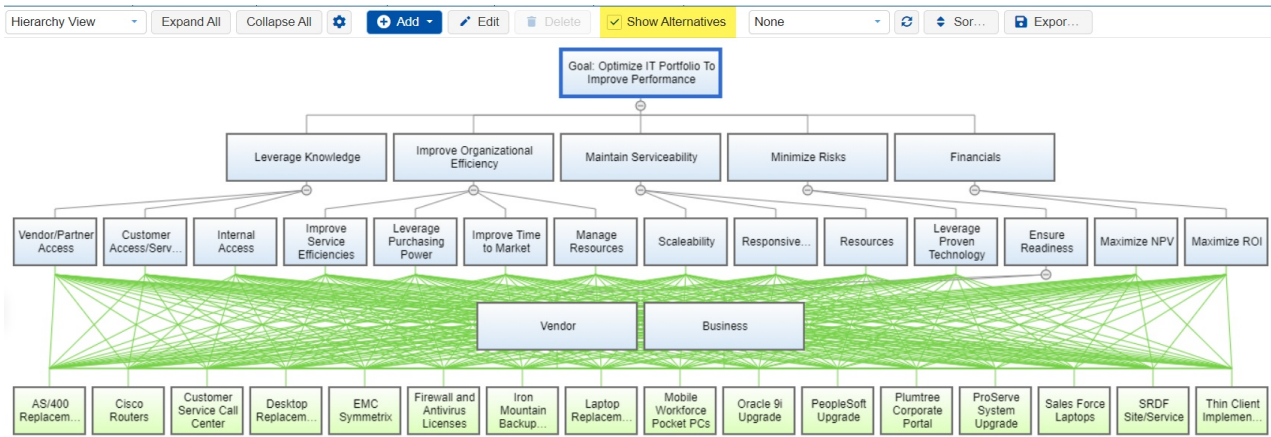 Hierarchy View Expand All Collapse All Add Edit Delete Show Alternatives None Sor... Expor...
Goal: Optimize IT Portfolio To
Improve Performance
Leverage Knowledge
Improve Organizational
Efficiency
Maintain Serviceability
Minimize Risks
Financials
Vendor/Partner
Access
Customer
Access/Serv...
Internal
Access
Improve
Service
Efficiencies
Leverage
Purchasing
Power
Improve Time
to Market
Manage
Resources
Scaleability
Responsive...
Resources
Leverage
Proven
Technology
Ensure
Readiness
Maximize NPV
Maximize ROI
Vendor
Business
AS/400
Replacem...
Cisco
Routers
Customer
Service Call
Center
Desktop
Replacem...
EMC
Symmetrix
Firewall and
Antivirus
Licenses
Iron
Mountain
Backup...
Laptop
Replacem...
Mobile
Workforce
Pocket PCs
Oracle 9i
Upgrade
PeopleSoft
Upgrade
Plumtree
Corporate
Portal
ProServe
System
Upgrade
Sales Force
Laptops
SRDF
Site/Service
Thin Client
Implemen...